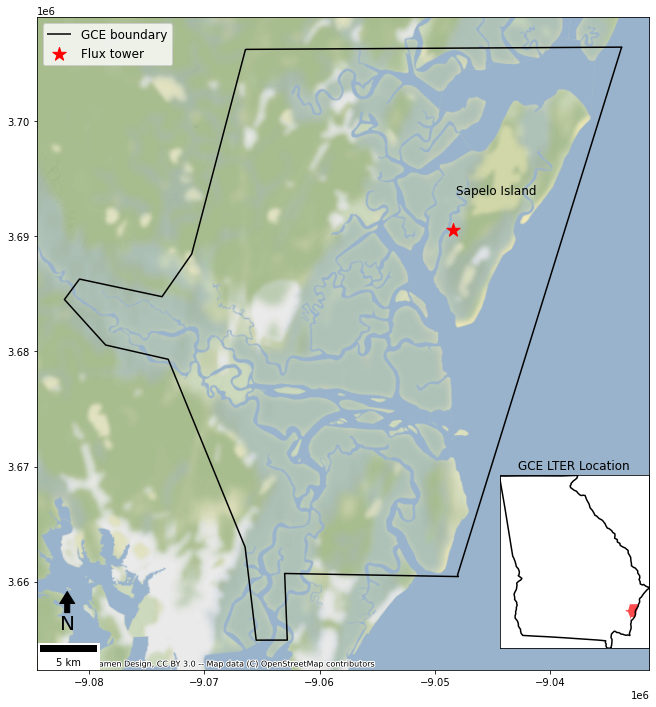 1e6
GCE boundary
Flux tower
3.70
Sapelo Island
3.69
3.68
3.67
GCE LTER Location
3.66
N
5 km
amen Design, CC BY 3.0 -- Map data (C) OpenStreetMap contributors
−9.08 −9.07 −9.06 −9.05 −9.04
1e6